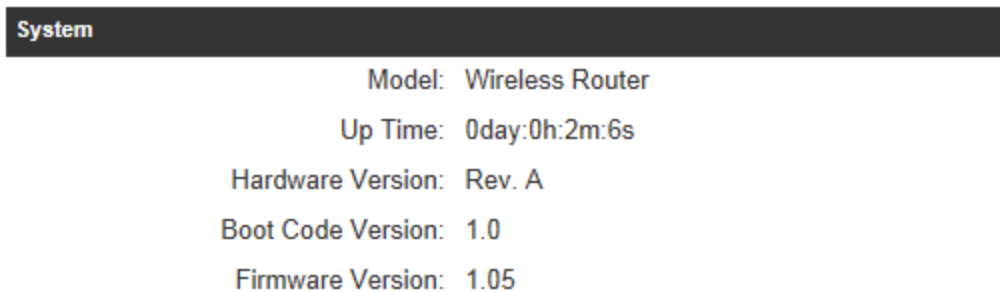 System
Model: Wireless Router
Up Time: 0day:0h:2m:6s
Hardware Version: Rev. A
Boot Code Version: 1.0
Firmware Version: 1.05